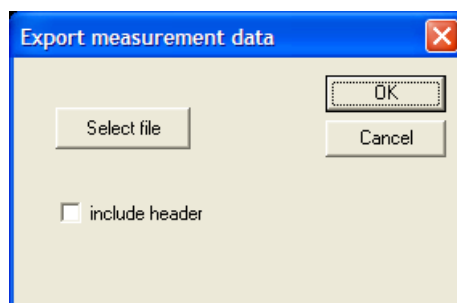 Export measurement data
OK
Select file
Cancel
include header